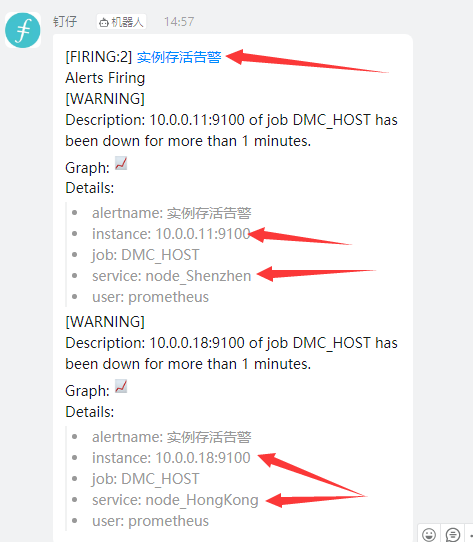 钉仔 机器人 14:57
[FIRING:2] 实例存活告警
Alerts Firing
[WARNING]
Description: 10.0.0.11:9100 of job DMC_HOST has
been down for more than 1 minutes.
Graph:
Details:
• alertname: 实例存活告警
• instance: 10.0.0.11:9100
• job: DMC_HOST
• service: node_Shenzhen
• user: prometheus
[WARNING]
Description: 10.0.0.18:9100 of job DMC_HOST has
been down for more than 1 minutes.
Graph:
Details:
• alertname: 实例存活告警
• instance: 10.0.0.18:9100
• job: DMC_HOST
• service: node_HongKong
• user: prometheus